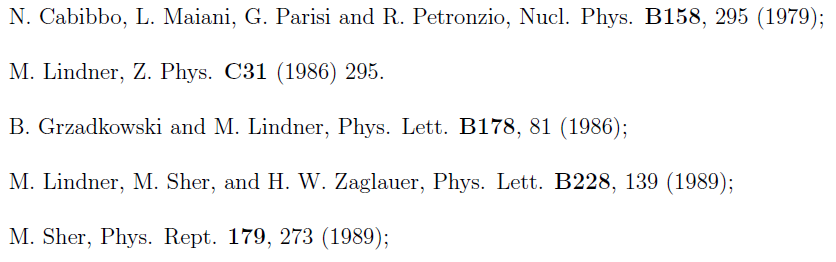 N. Cabibbo, L. Maiani, G. Parisi and R. Petronzio, Nucl. Phys. B158, 295 (1979);
M. Lindner, Z. Phys. C31 (1986) 295.
B. Grzadkowski and M. Lindner, Phys. Lett. B178, 81 (1986);
M. Lindner, M. Sher, and H. W. Zaglauer, Phys. Lett. B228, 139 (1989);
M. Sher, Phys. Rept. 179, 273 (1989);